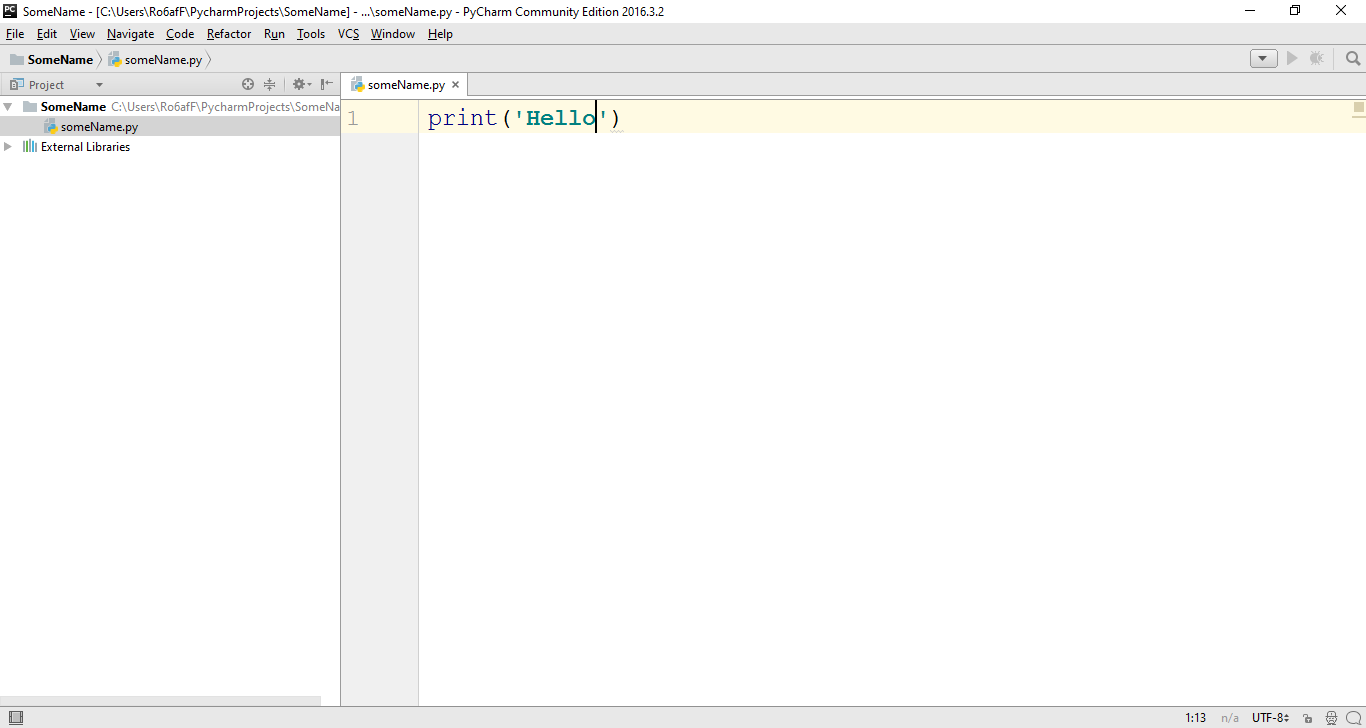 PC SomeName - [C:\Users\Ro6afF\PycharmProjects\SomeName] - ...\someName.py - PyCharm Community Edition 2016.3.2
File Edit View Navigate Code Refactor Run Tools VCS Window Help
SomeName someName.py
Project someName.py
SomeName C:\Users\Ro6afF\PycharmProjects\SomeNa
1 print('Hello')
someName.py
External Libraries
1:13 n/a UTF-8